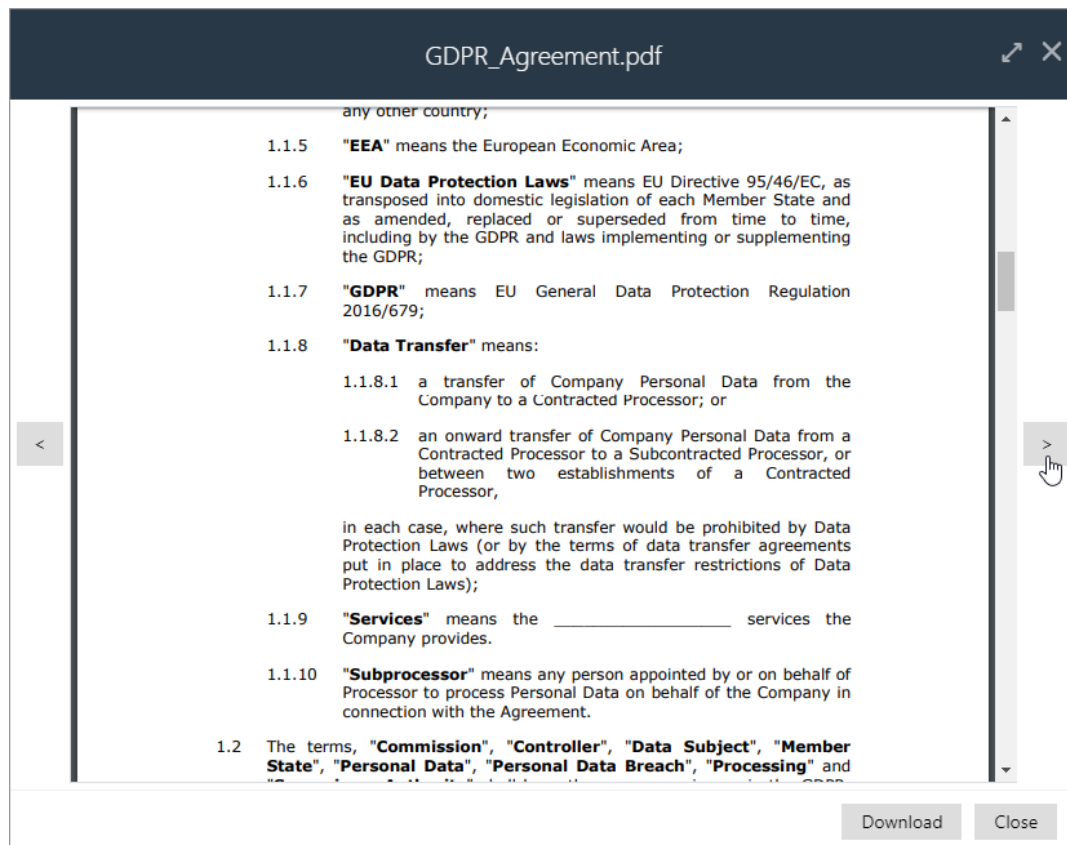 GDPR_Agreement.pdf
any other country;
1.1.5 "EEA" means the European Economic Area;
1.1.6 "EU Data Protection Laws" means EU Directive 95/46/EC, as
transposed into domestic legislation of each Member State and
as amended, replaced or superseded from time to time,
including by the GDPR and laws implementing or supplementing
the GDPR;
1.1.7 "GDPR" means EU General Data Protection Regulation
2016/679;
1.1.8 "Data Transfer" means:
1.1.8.1 a transfer of Company Personal Data from the
Company to a Contracted Processor; or
1.1.8.2 an onward transfer of Company Personal Data from a
Contracted Processor to a Subcontracted Processor, or
between two establishments of a Contracted
Processor,
in each case, where such transfer would be prohibited by Data
Protection Laws (or by the terms of data transfer agreements
put in place to address the data transfer restrictions of Data
Protection Laws);
1.1.9 "Services" means the ____________________ services the
Company provides.
1.1.10 "Subprocessor" means any person appointed by or on behalf of
Processor to process Personal Data on behalf of the Company in
connection with the Agreement.
1.2 The terms, "Commission", "Controller", "Data Subject", "Member
State", "Personal Data", "Personal Data Breach", "Processing" and
<
>
Download
Close